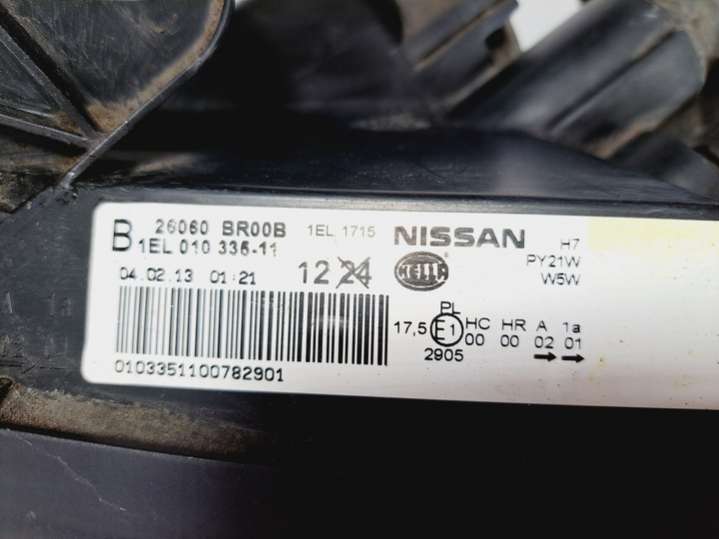 B 26060 BR00B 1EL 1715 NISSAN H7
1EL 010 335-11 PY21W
04.02.13 01:21 12 24 HELLA W5W
PL
17,5 E1 HC HR A 1a
00 00 02 01
2905
0103351100782901